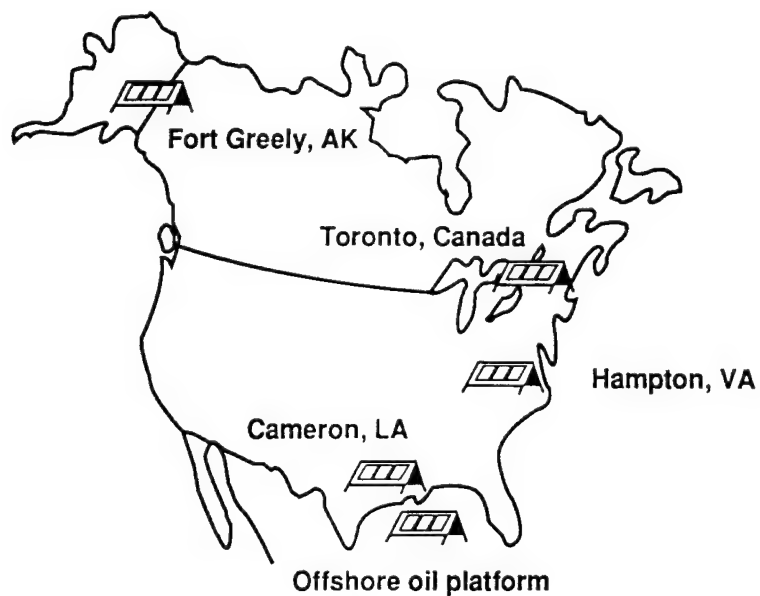 Fort Greely, AK
Toronto, Canada
Hampton, VA
Cameron, LA
Offshore oil platform